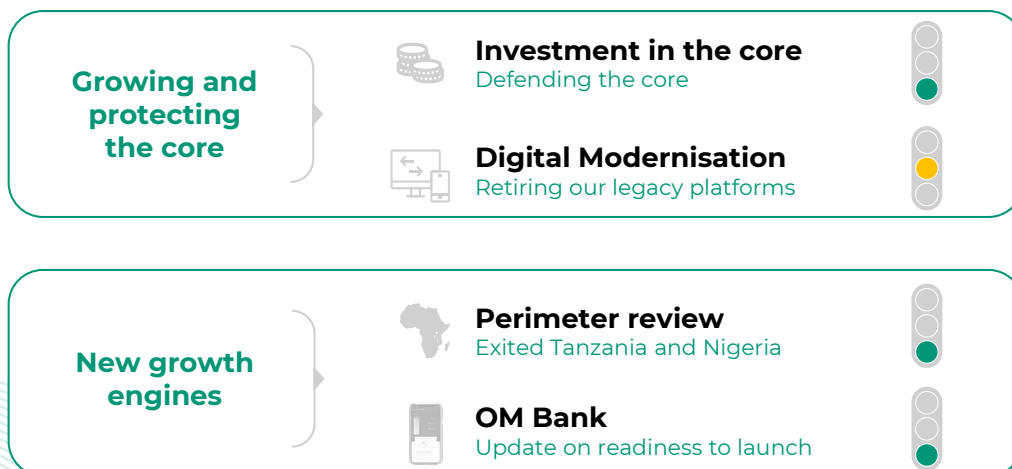 Growing and
protecting
the core
Investment in the core
Defending the core
Digital Modernisation
Retiring our legacy platforms
New growth
engines
Perimeter review
Exited Tanzania and Nigeria
OM Bank
Update on readiness to launch